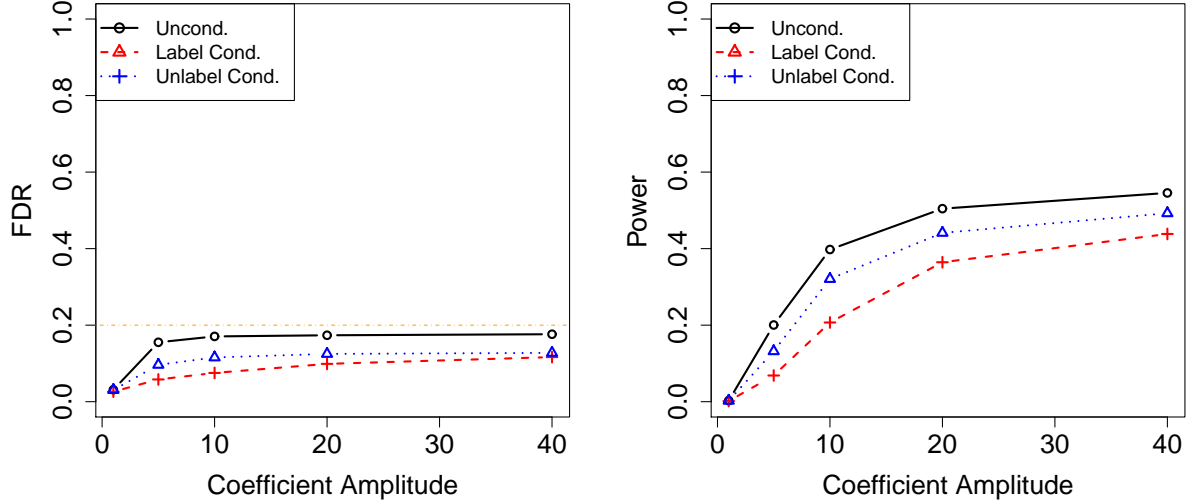 Uncond.
Label Cond.
Unlabel Cond.
FDR
1.0
0.8
0.6
0.4
0.2
0.0
0 10 20 30 40
Coefficient Amplitude
Uncond.
Label Cond.
Unlabel Cond.
Power
1.0
0.8
0.6
0.4
0.2
0.0
0 10 20 30 40
Coefficient Amplitude